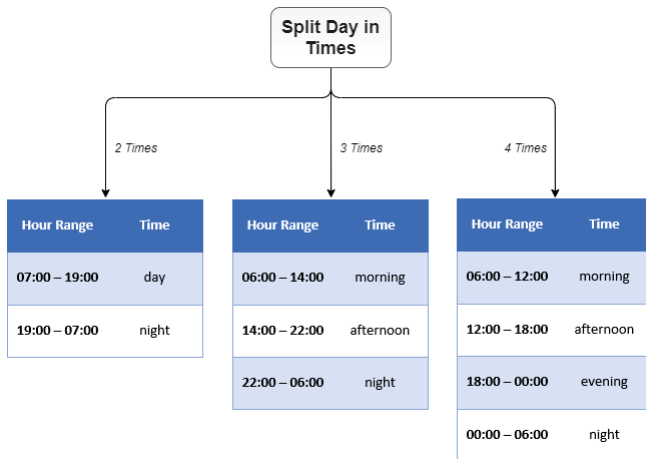 Split Day in
Times
2 Times
3 Times
4 Times
Hour Range Time
07:00 – 19:00 day
19:00 – 07:00 night
Hour Range Time
06:00 – 14:00 morning
14:00 – 22:00 afternoon
22:00 – 06:00 night
Hour Range Time
06:00 – 12:00 morning
12:00 – 18:00 afternoon
18:00 – 00:00 evening
00:00 – 06:00 night